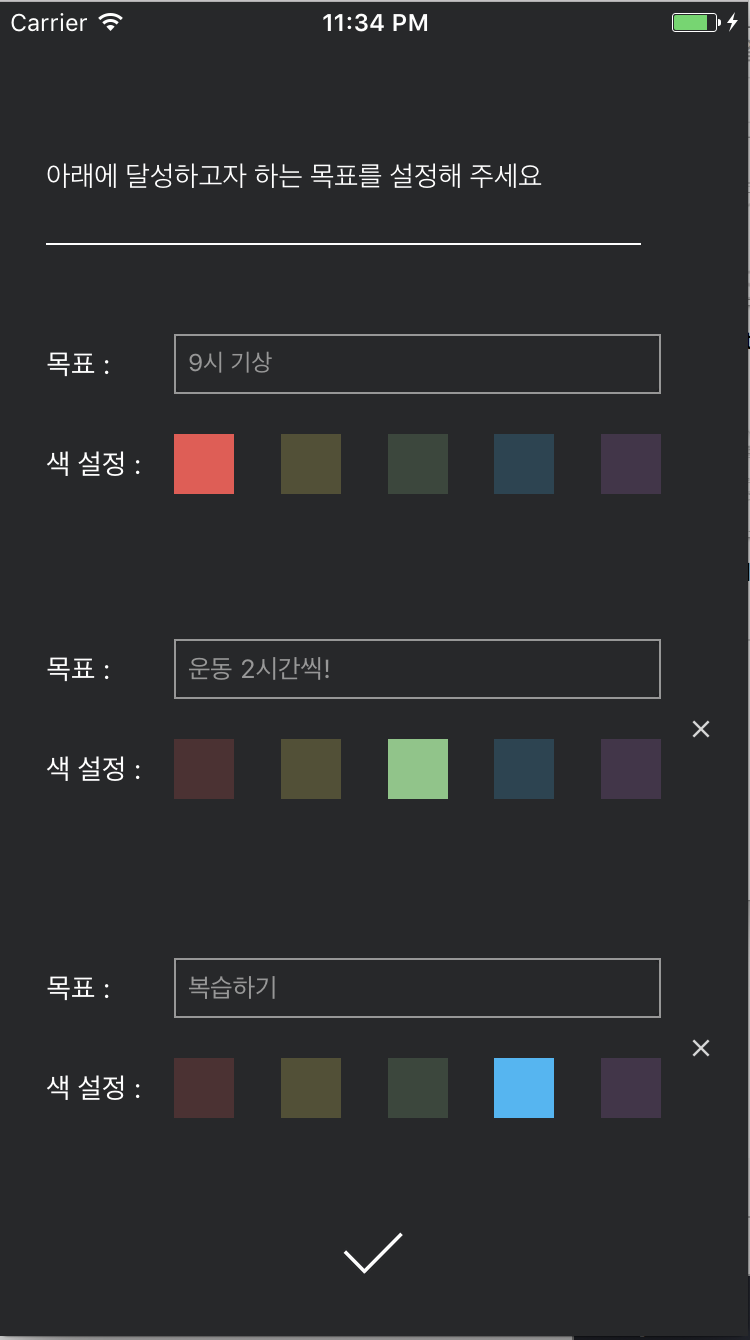 Carrier 11:34 PM
아래에 달성하고자 하는 목표를 설정해 주세요
목표 : 9시 기상
색 설정 :
목표 : 운동 2시간씩!
색 설정 :
목표 : 복습하기
색 설정 :